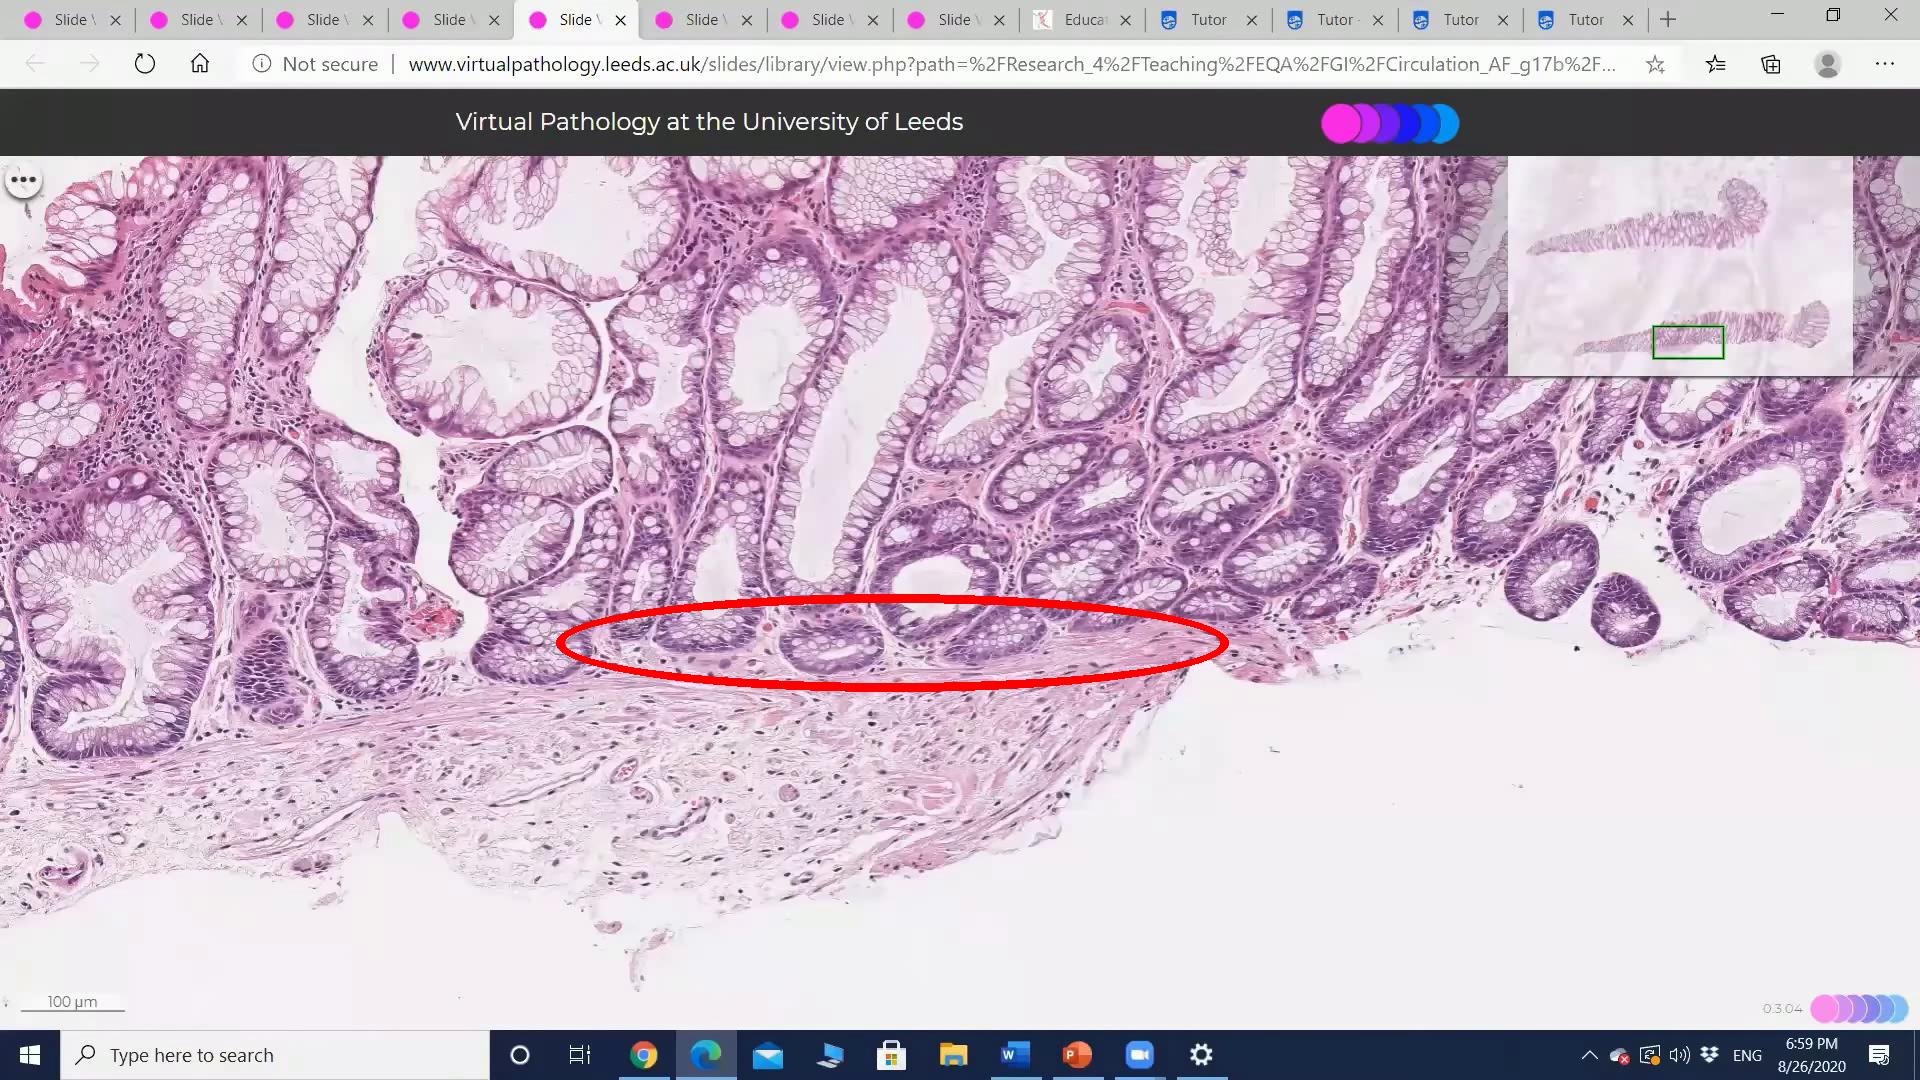 Slide \
Slide \
Slide \
Slide \
Slide \
Slide \
Slide \
Slide \
Educat
Tutor
Tutor -
Tutor
Tutor
Not secure
www.virtualpathology.leeds.ac.uk/slides/library/view.php?path=%2FResearch_4%2FTeaching%2FEQA%2FGI%2FCirculation_AF_g17b%2F...
Virtual Pathology at the University of Leeds
100 µm
0.3.04
Type here to search
ENG
6:59 PM
8/26/2020